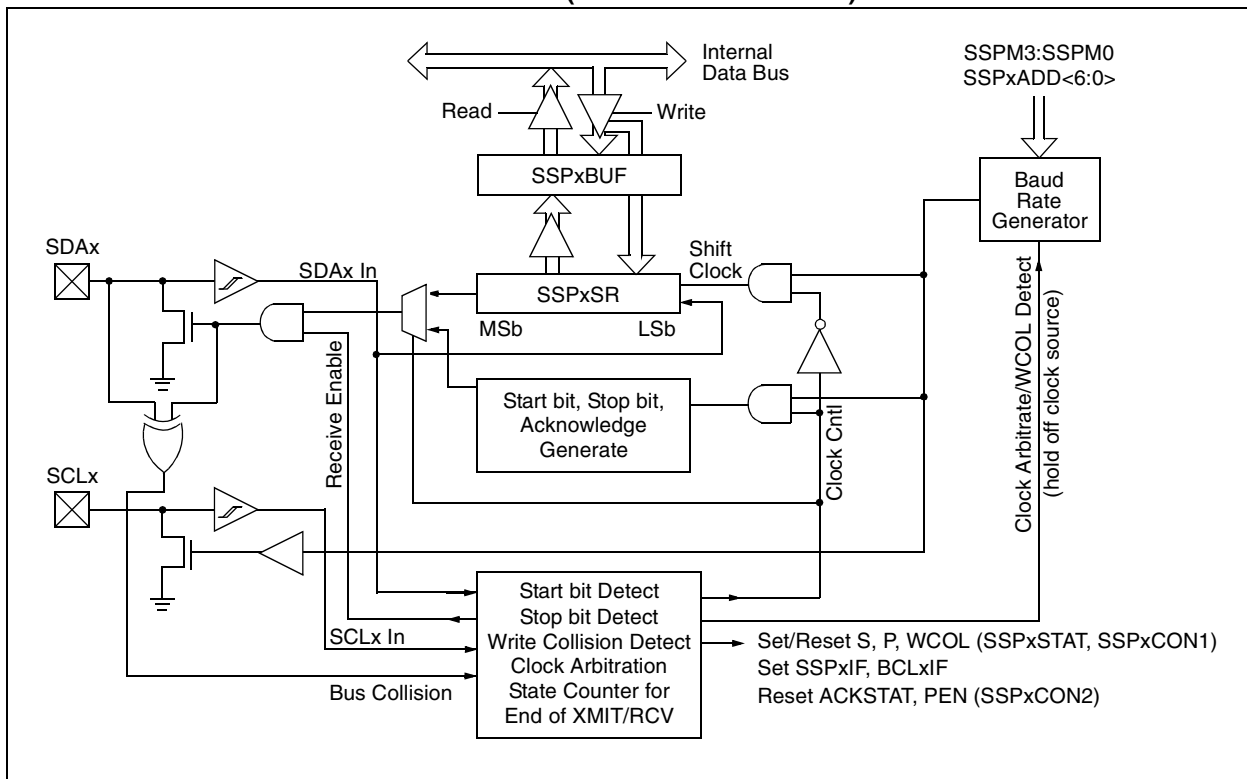 Internal
Data Bus
SSPM3:SSPM0
SSPxADD<6:0>
Read
Write
SSPxBUF
Baud
Rate
Generator
SDAx
SDAx In
Shift
Clock
SSPxSR
MSb
LSb
Receive Enable
Start bit, Stop bit,
Acknowledge
Generate
Clock Cntl
Clock Arbitrate/WCOL Detect
(hold off clock source)
SCLx
SCLx In
Bus Collision
Start bit Detect
Stop bit Detect
Write Collision Detect
Clock Arbitration
State Counter for
End of XMIT/RCV
Set/Reset S, P, WCOL (SSPxSTAT, SSPxCON1)
Set SSPxIF, BCLxIF
Reset ACKSTAT, PEN (SSPxCON2)